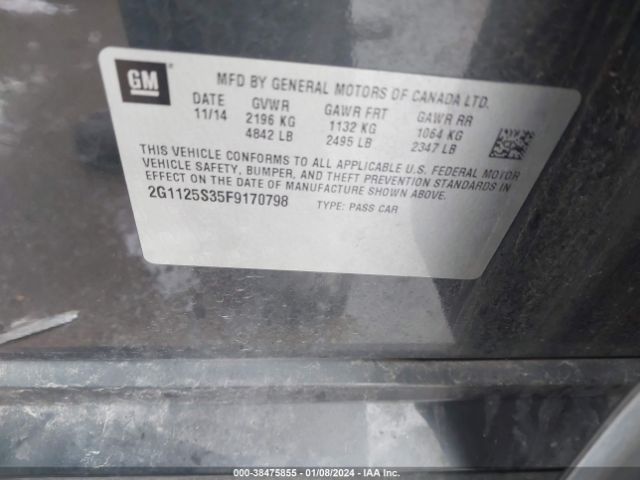 GM
MFD BY GENERAL MOTORS OF CANADA LTD.
DATE GVWR GAWR FRT GAWR RR
11/14 2196 KG 1132 KG 1064 KG
4842 LB 2495 LB 2347 LB
THIS VEHICLE CONFORMS TO ALL APPLICABLE U.S. FEDERAL MOTOR
VEHICLE SAFETY, BUMPER, AND THEFT PREVENTION STANDARDS IN
EFFECT ON THE DATE OF MANUFACTURE SHOWN ABOVE.
2G1125S35F9170798 TYPE: PASS CAR
000-38475855 - 01/08/2024 - IAA Inc.